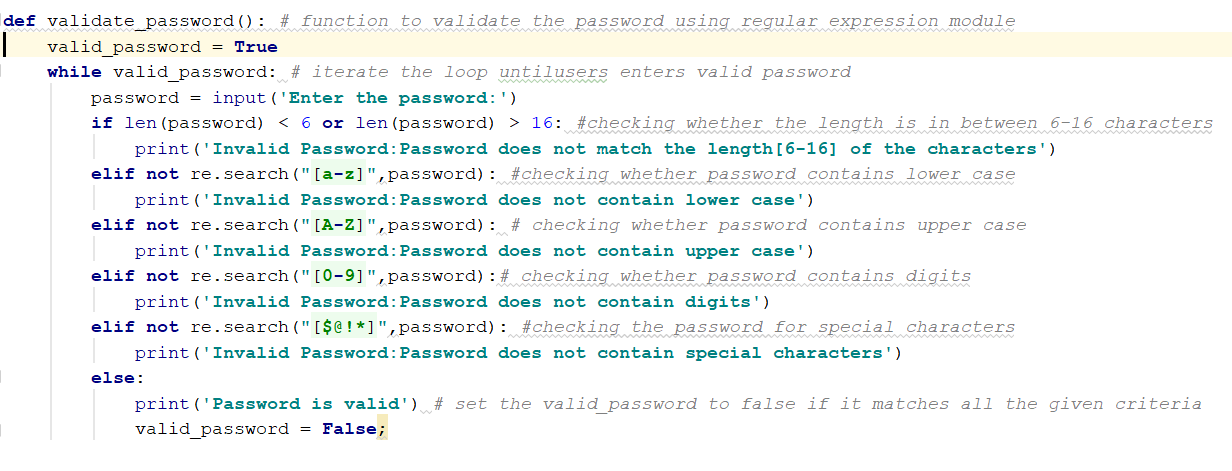 def validate_password(): # function to validate the password using regular expression module
    valid_password = True
    while valid_password: # iterate the loop untilusers enters valid password
        password = input('Enter the password:')
        if len(password) < 6 or len(password) > 16: #checking whether the length is in between 6-16 characters
            print('Invalid Password:Password does not match the length[6-16] of the characters')
        elif not re.search("[a-z]",password): #checking whether password contains lower case
            print('Invalid Password:Password does not contain lower case')
        elif not re.search("[A-Z]",password): # checking whether password contains upper case
            print('Invalid Password:Password does not contain upper case')
        elif not re.search("[0-9]",password):# checking whether password contains digits
            print('Invalid Password:Password does not contain digits')
        elif not re.search("[$@!*]",password): #checking the password for special characters
            print('Invalid Password:Password does not contain special characters')
        else:
            print('Password is valid') # set the valid_password to false if it matches all the given criteria
            valid_password = False;